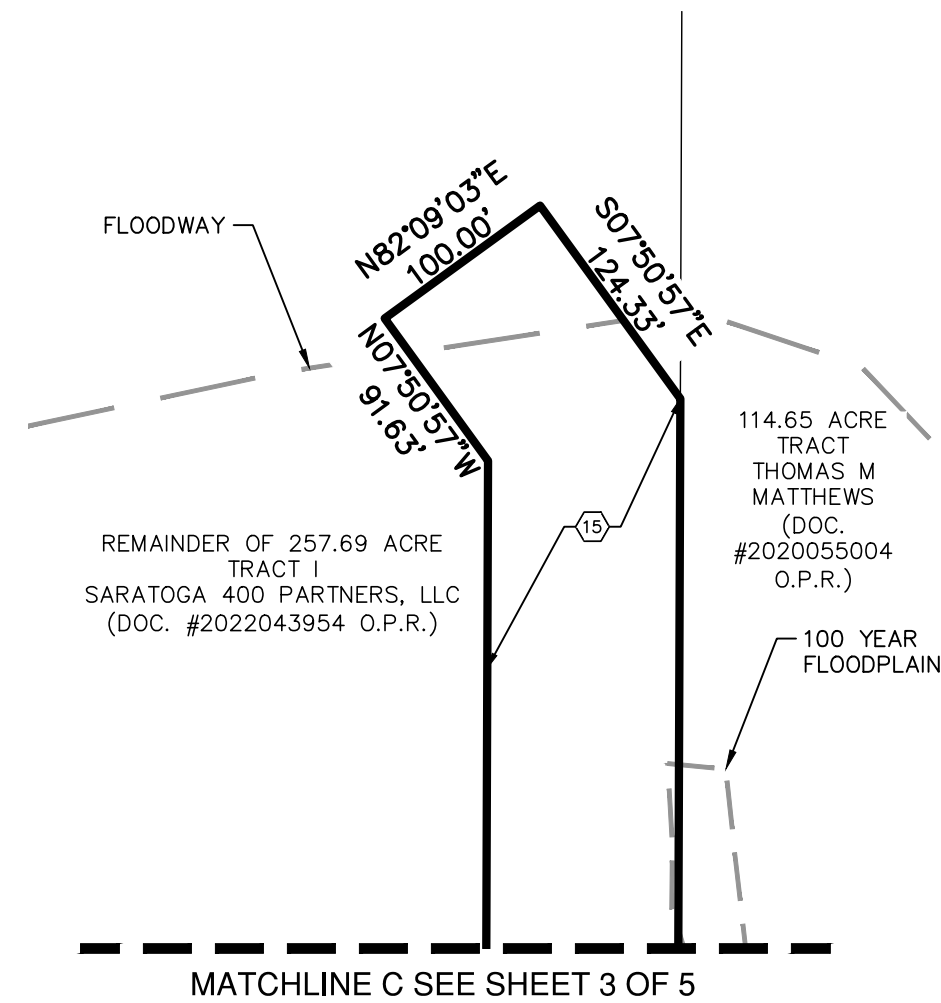 N82°09'03"E
100.00'
S07°50'57"E
124.33'
FLOODWAY
N07°50'57"W
91.63'
114.65 ACRE
TRACT
THOMAS M
MATTHEWS
(DOC.
#2020055004
O.P.R.)
15
REMAINDER OF 257.69 ACRE
TRACT I
SARATOGA 400 PARTNERS, LLC
(DOC. #2022043954 O.P.R.)
100 YEAR
FLOODPLAIN
MATCHLINE C SEE SHEET 3 OF 5